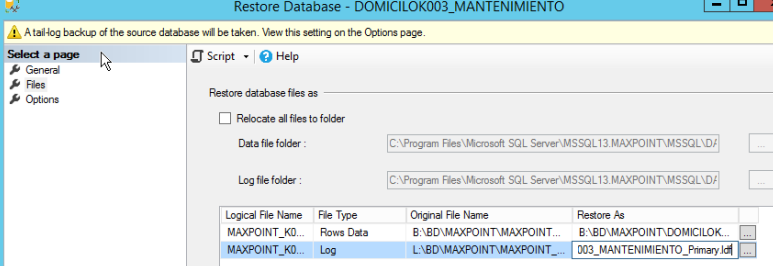 Restore Database - DOMICILOK003_MANTENIMIENTO
A tail-log backup of the source database will be taken. View this setting on the Options page.
Select a page
General
Files
Options
Script
Help
Restore database files as
Relocate all files to folder
Data file folder :
C:\Program Files\Microsoft SQL Server\MSSQL13.MAXPOINT\MSSQL\D/
...
Log file folder :
C:\Program Files\Microsoft SQL Server\MSSQL13.MAXPOINT\MSSQL\D/
...
Logical File Name File Type Original File Name Restore As
MAXPOINT_K0... Rows Data B:\BD\MAXPOINT\MAXPOINT... B:\BD\MAXPOINT\DOMICILOK... ...
MAXPOINT_K0... Log L:\BD\MAXPOINT\MAXPOINT_... 003_MANTENIMIENTO_Primary.ldf ...